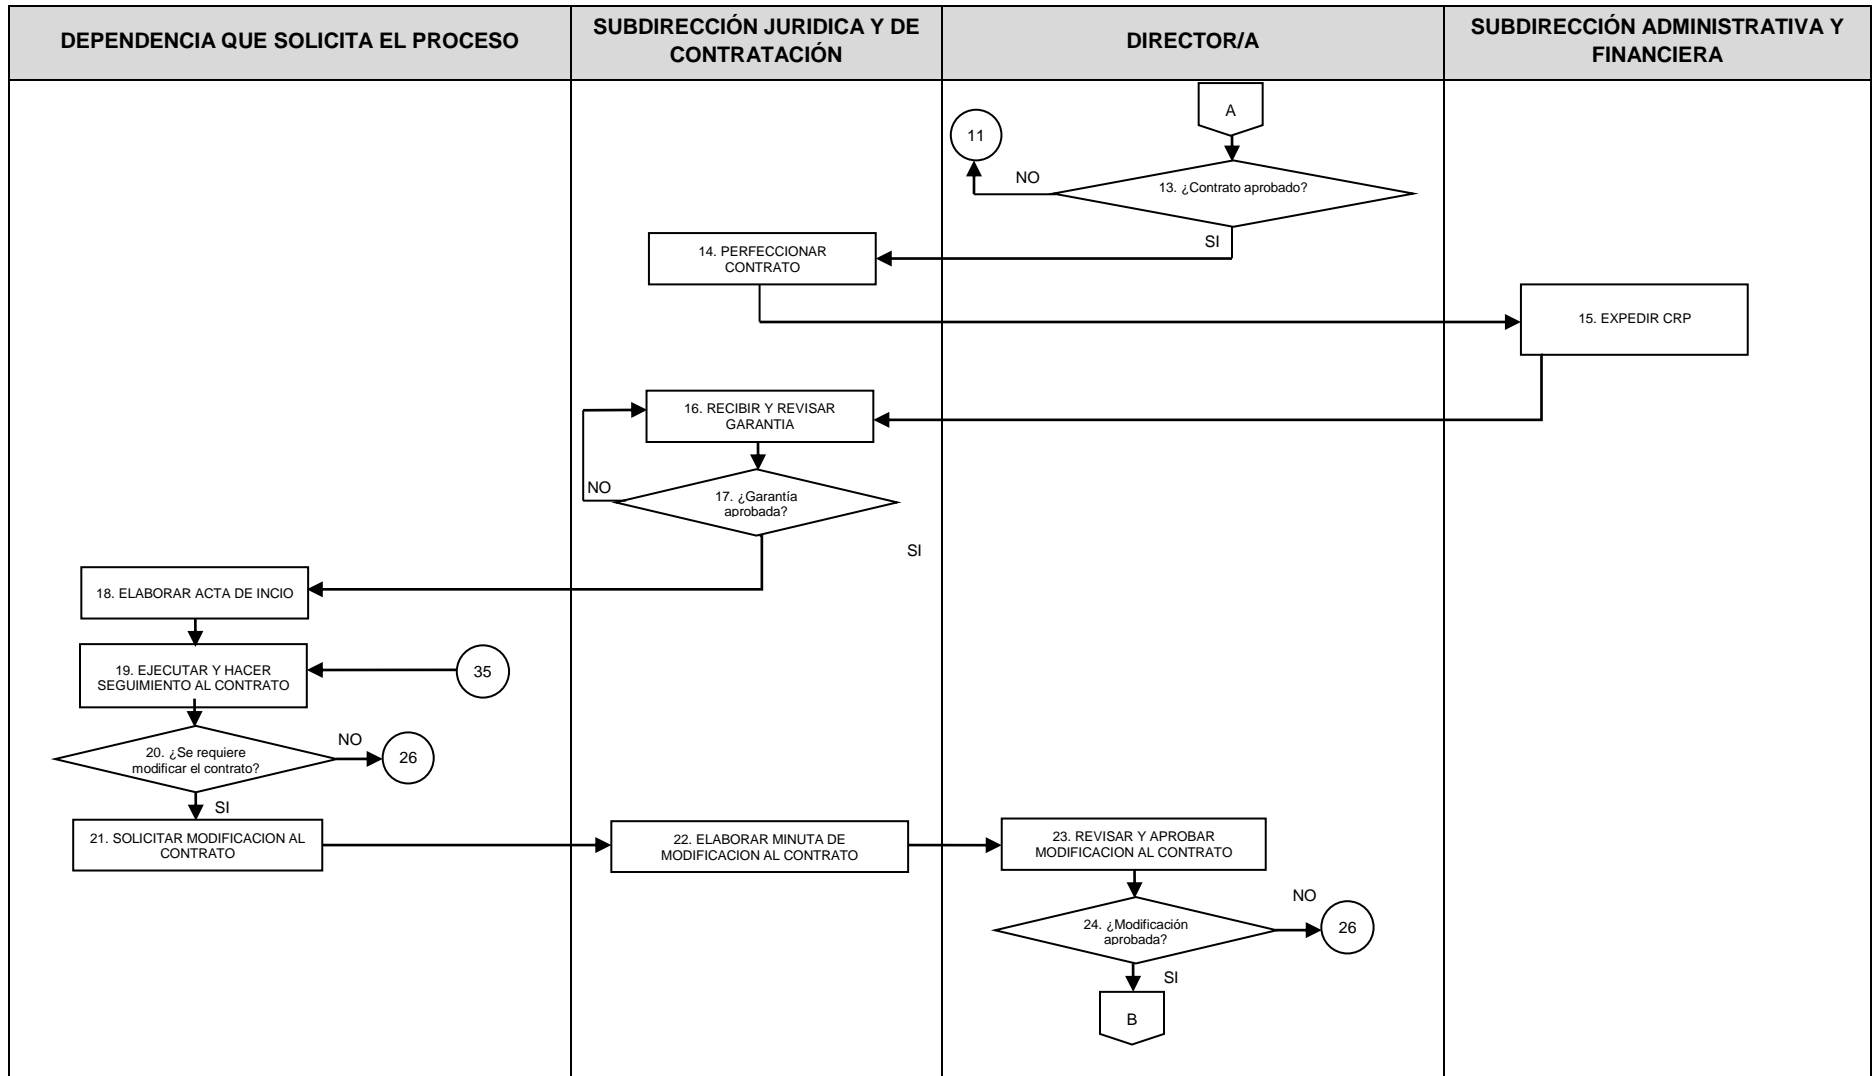 DEPENDENCIA QUE SOLICITA EL PROCESO
SUBDIRECCIÓN JURIDICA Y DE
CONTRATACIÓN
DIRECTOR/A
SUBDIRECCIÓN ADMINISTRATIVA Y
FINANCIERA
A
11
NO
13. ¿Contrato aprobado?
SI
14. PERFECCIONAR
CONTRATO
15. EXPEDIR CRP
16. RECIBIR Y REVISAR
GARANTIA
NO
17. ¿Garantía
aprobada?
SI
18. ELABORAR ACTA DE INCIO
19. EJECUTAR Y HACER
SEGUIMIENTO AL CONTRATO
35
20. ¿Se requiere
modificar el contrato?
NO
26
SI
21. SOLICITAR MODIFICACION AL
CONTRATO
22. ELABORAR MINUTA DE
MODIFICACION AL CONTRATO
23. REVISAR Y APROBAR
MODIFICACION AL CONTRATO
24. ¿Modificación
aprobada?
NO
26
SI
B